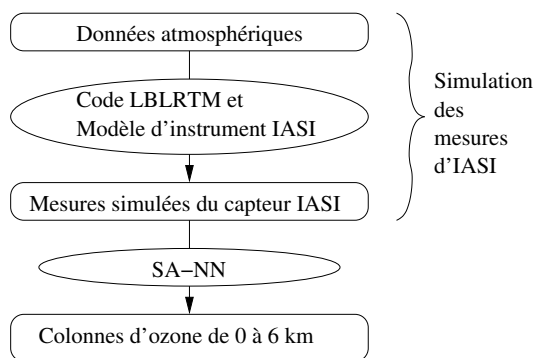 Données atmosphériques
Code LBLRTM et
Modèle d'instrument IASI
Mesures simulées du capteur IASI
SA−NN
Colonnes d'ozone de 0 à 6 km
Simulation
des
mesures
d'IASI